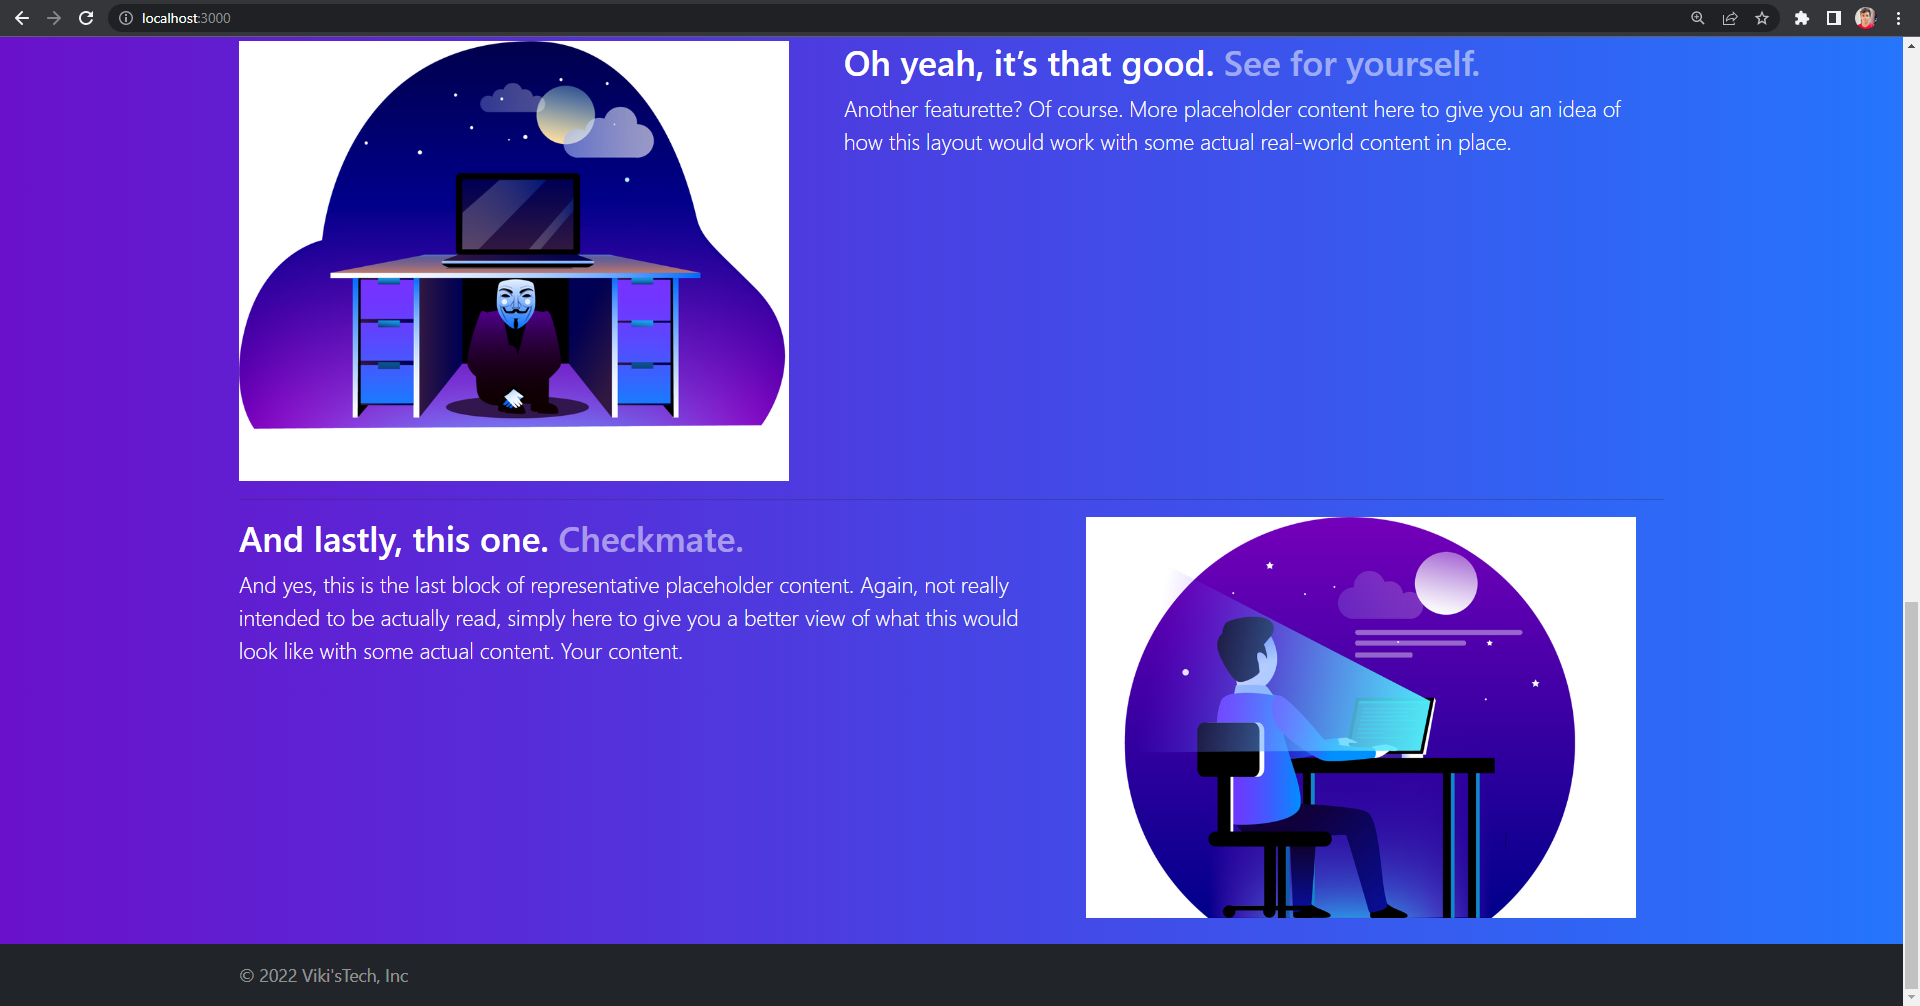 localhost:3000
Oh yeah, it’s that good. See for yourself.
Another featurette? Of course. More placeholder content here to give you an idea of
how this layout would work with some actual real-world content in place.
And lastly, this one. Checkmate.
And yes, this is the last block of representative placeholder content. Again, not really
intended to be actually read, simply here to give you a better view of what this would
look like with some actual content. Your content.
© 2022 Viki'sTech, Inc